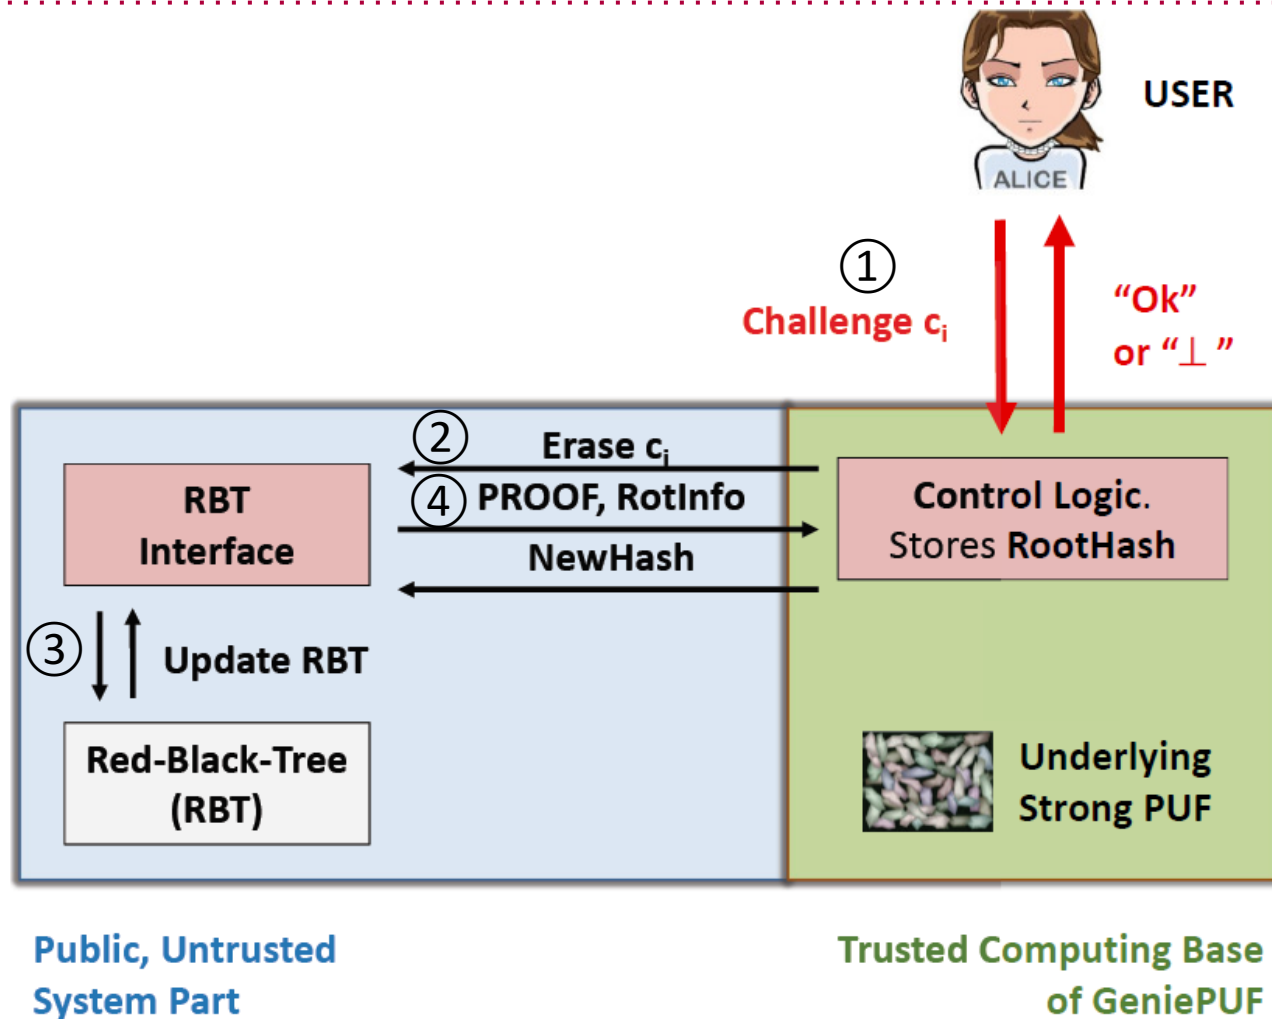 USER
ALICE
①
Challenge cᵢ
“Ok”
or “⊥”
②
Erase cᵢ
④
PROOF, RotInfo
NewHash
RBT
Interface
Control Logic.
Stores RootHash
③
Update RBT
Red-Black-Tree
(RBT)
Underlying
Strong PUF
Public, Untrusted
System Part
Trusted Computing Base
of GeniePUF